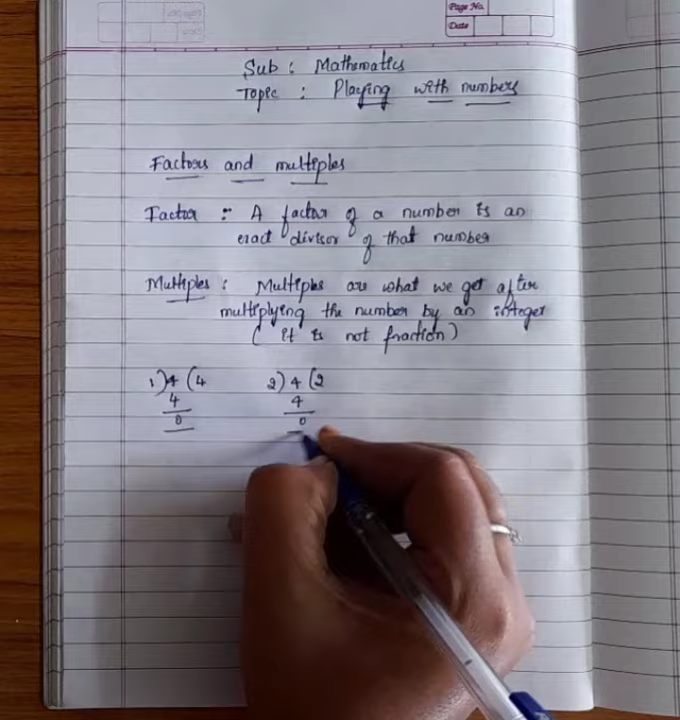 Page No.
Date
Sub : Mathematics
Topic : Playing with numbers
Factors and multiples
Factor :- A factor of a number is an
exact divisor of that number
Multiples : Multiples are what we get after
multiplying the number by an integer
( it is not fraction )
1) 4 ( 4 2) 4 ( 2
4 4
0 0